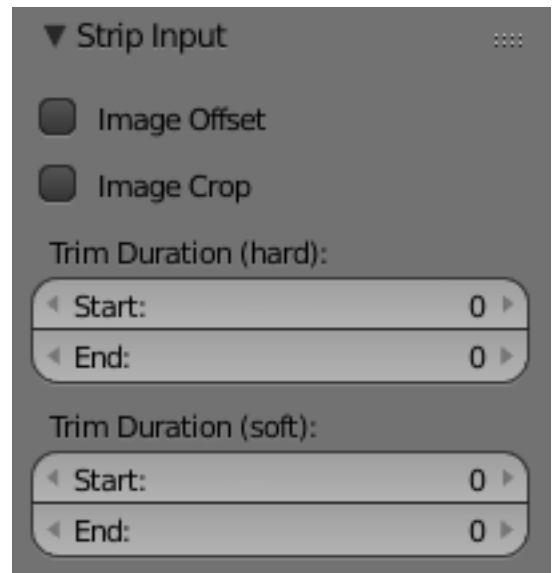 Strip Input
Image Offset
Image Crop
Trim Duration (hard):
Start: 0
End: 0
Trim Duration (soft):
Start: 0
End: 0